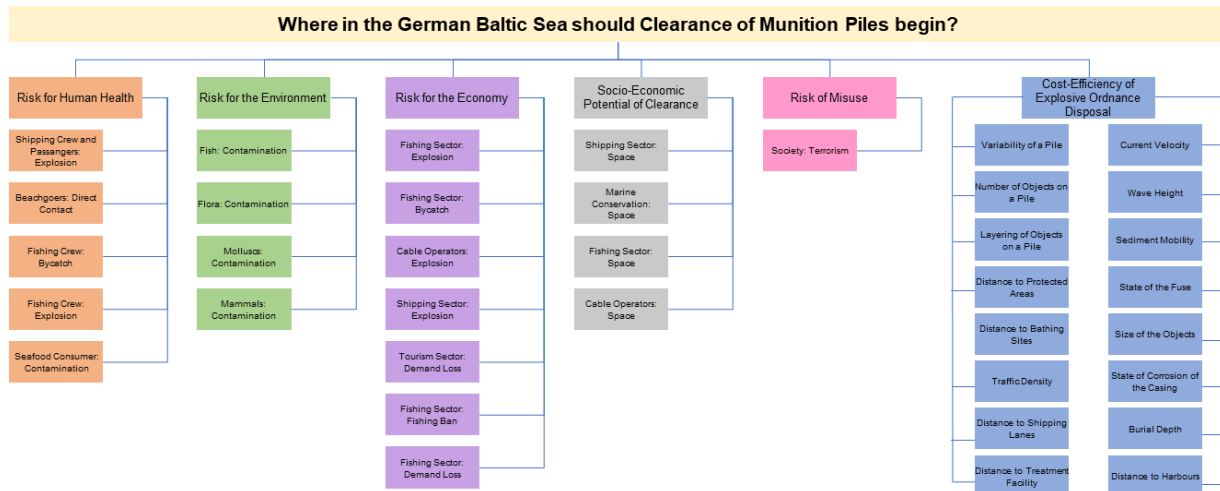 Where in the German Baltic Sea should Clearance of Munition Piles begin?
Risk for Human Health
Shipping Crew and
Passangers:
Explosion
Beachgoers: Direct
Contact
Fishing Crew:
Bycatch
Fishing Crew:
Explosion
Seafood Consumer:
Contamination
Risk for the Environment
Fish: Contamination
Flora: Contamination
Molluscs:
Contamination
Mammals:
Contamination
Risk for the Economy
Fishing Sector:
Explosion
Fishing Sector:
Bycatch
Cable Operators:
Explosion
Shipping Sector:
Explosion
Tourism Sector:
Demand Loss
Fishing Sector:
Fishing Ban
Fishing Sector:
Demand Loss
Socio-Economic
Potential of Clearance
Shipping Sector:
Space
Marine
Conservation:
Space
Fishing Sector:
Space
Cable Operators:
Space
Risk of Misuse
Society: Terrorism
Cost-Efficiency of
Explosive Ordnance
Disposal
Variability of a Pile
Number of Objects on
a Pile
Layering of Objects
on a Pile
Distance to Protected
Areas
Distance to Bathing
Sites
Traffic Density
Distance to Shipping
Lanes
Distance to Treatment
Facility
Current Velocity
Wave Height
Sediment Mobility
State of the Fuse
Size of the Objects
State of Corrosion of
the Casing
Burial Depth
Distance to Harbours